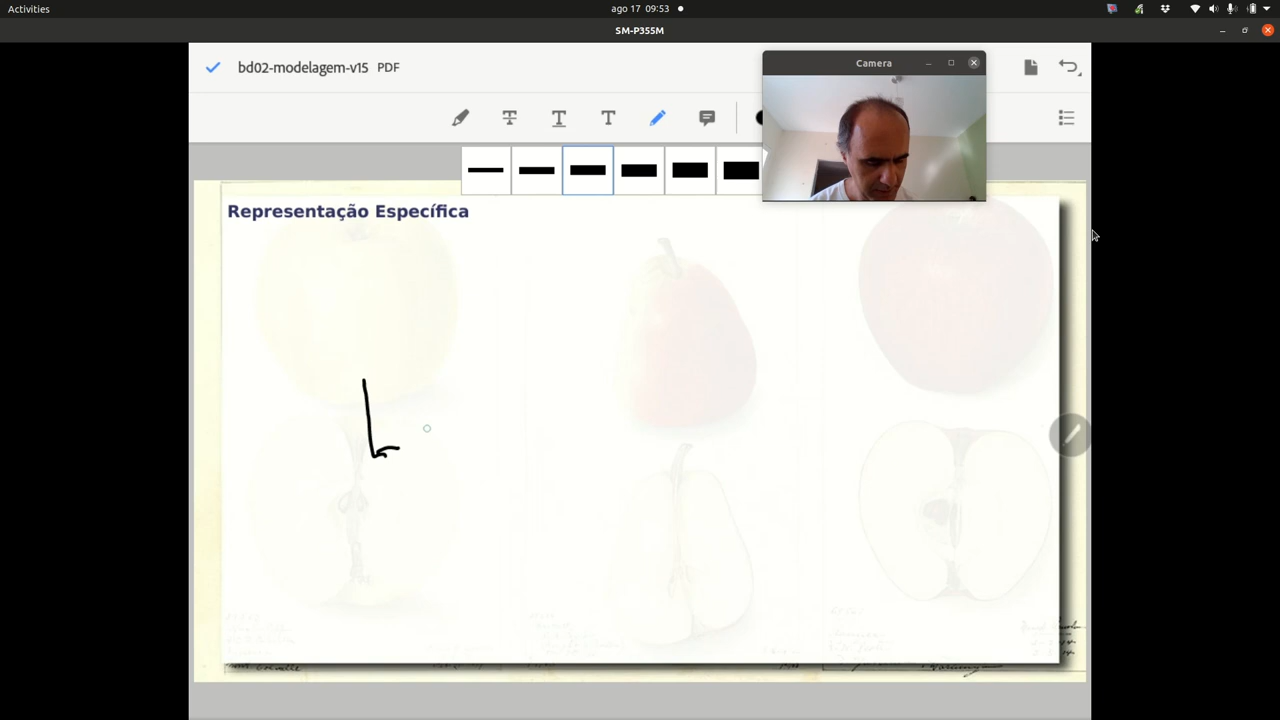 Activities
ago 17 09:53
SM-P355M
bd02-modelagem-v15 PDF
Camera
Representação Específica